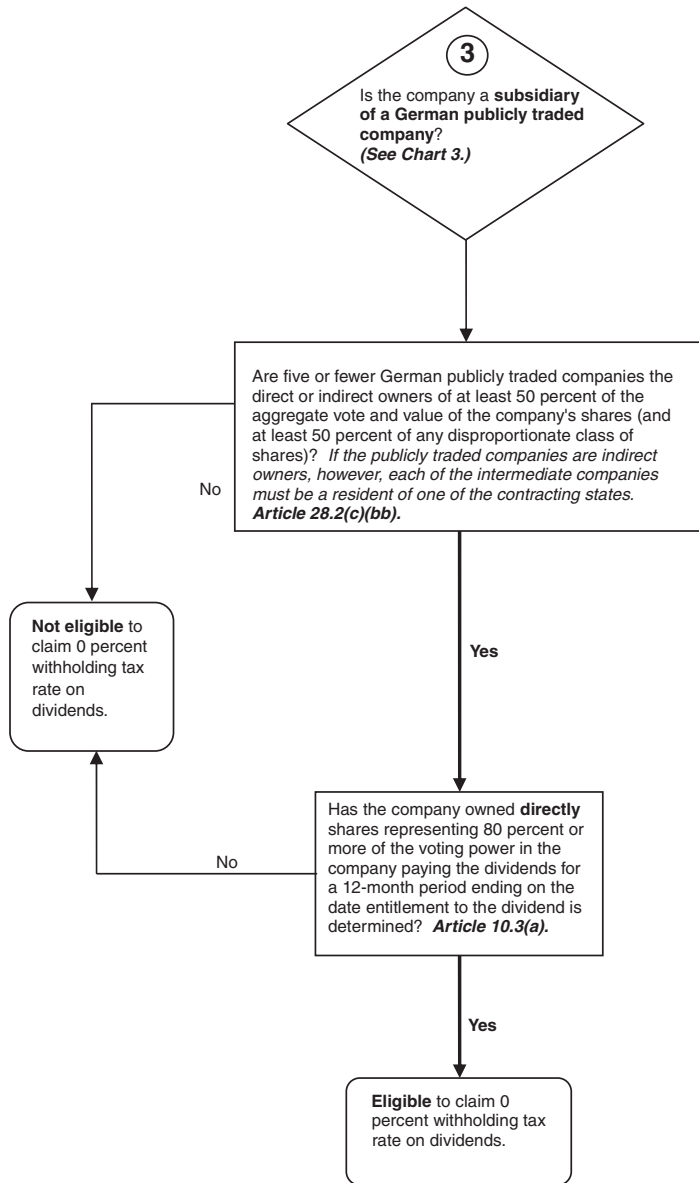 3
Is the company a subsidiary
of a German publicly traded
company?
(See Chart 3.)
Are five or fewer German publicly traded companies the
direct or indirect owners of at least 50 percent of the
aggregate vote and value of the company's shares (and
at least 50 percent of any disproportionate class of
shares)? If the publicly traded companies are indirect
owners, however, each of the intermediate companies
must be a resident of one of the contracting states.
Article 28.2(c)(bb).
No
Not eligible to
claim 0 percent
withholding tax
rate on
dividends.
Yes
Has the company owned directly
shares representing 80 percent or
more of the voting power in the
company paying the dividends for
a 12-month period ending on the
date entitlement to the dividend is
determined? Article 10.3(a).
No
Yes
Eligible to claim 0
percent withholding tax
rate on dividends.